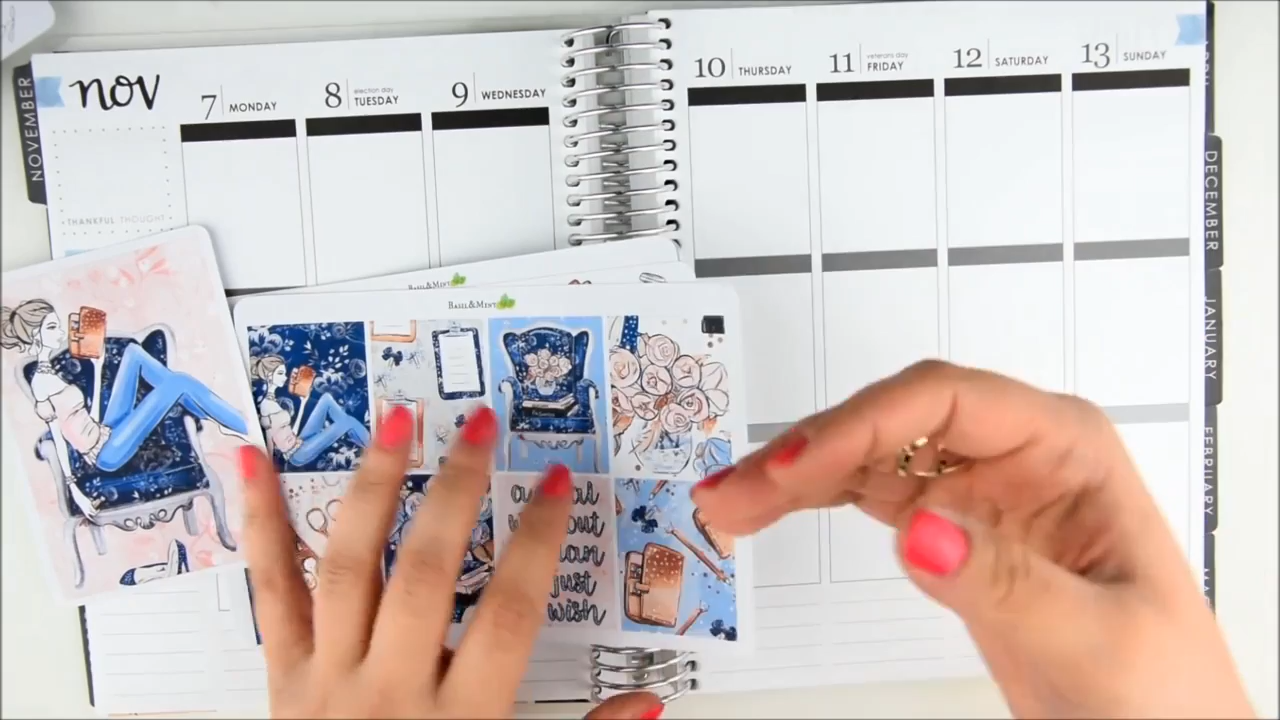 nov
7 MONDAY
8 election day TUESDAY
9 WEDNESDAY
10 THURSDAY
11 veterans day FRIDAY
12 SATURDAY
13 SUNDAY
NOVEMBER
THANKFUL THOUGHT
DECEMBER
JANUARY
FEBRUARY
BASIL&MINT
BASIL&MINT
just
wish